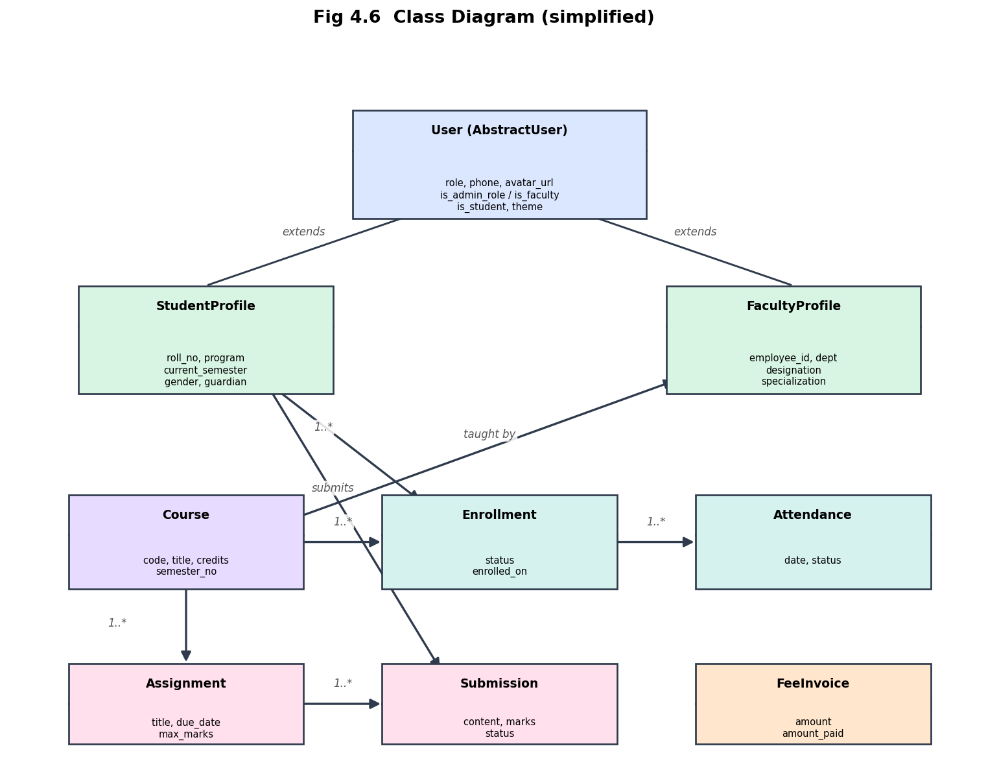 Fig 4.6  Class Diagram (simplified)
User (AbstractUser)
role, phone, avatar_url
is_admin_role / is_faculty
is_student, theme
extends
extends
StudentProfile
roll_no, program
current_semester
gender, guardian
FacultyProfile
employee_id, dept
designation
specialization
1..*
taught by
submits
Course
code, title, credits
semester_no
1..*
Enrollment
status
enrolled_on
1..*
Attendance
date, status
1..*
Assignment
title, due_date
max_marks
1..*
Submission
content, marks
status
FeeInvoice
amount
amount_paid